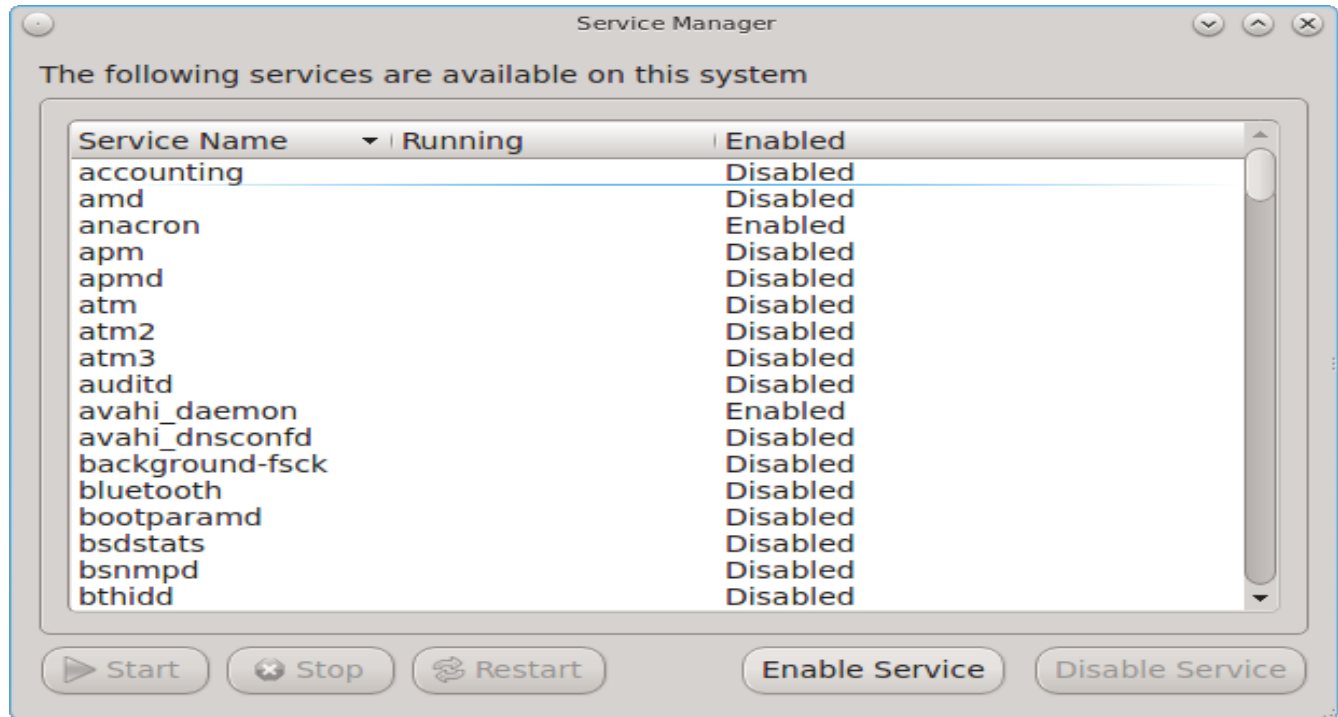 Service Manager
The following services are available on this system
Service Name Running Enabled
accounting Disabled
amd Disabled
anacron Enabled
apm Disabled
apmd Disabled
atm Disabled
atm2 Disabled
atm3 Disabled
auditd Disabled
avahi_daemon Enabled
avahi_dnsconfd Disabled
background-fsck Disabled
bluetooth Disabled
bootparamd Disabled
bsdstats Disabled
bsnmpd Disabled
bthidd Disabled
Start Stop Restart Enable Service Disable Service